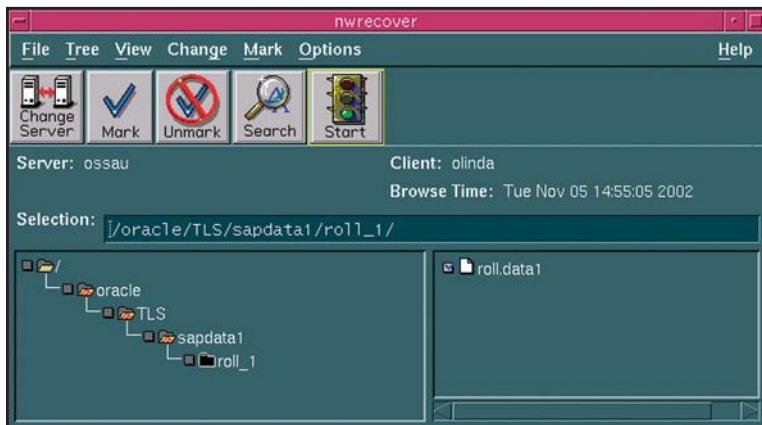 nwrecover
File Tree View Change Mark Options Help
Change Server Mark Unmark Search Start
Server: ossau Client: olinda
Browse Time: Tue Nov 05 14:55:05 2002
Selection: /oracle/TLS/sapdata1/roll_1/
/
oracle
TLS
sapdata1
roll_1
roll.data1